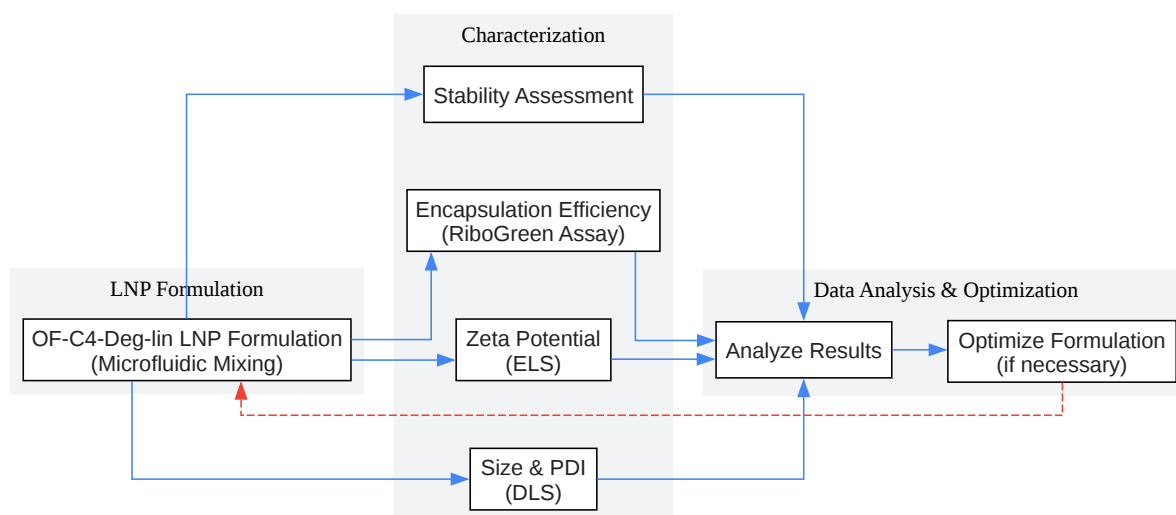 Characterization
Stability Assessment
Encapsulation Efficiency
(RiboGreen Assay)
LNP Formulation
OF-C4-Deg-lin LNP Formulation
(Microfluidic Mixing)
Zeta Potential
(ELS)
Size & PDI
(DLS)
Data Analysis & Optimization
Analyze Results
Optimize Formulation
(if necessary)